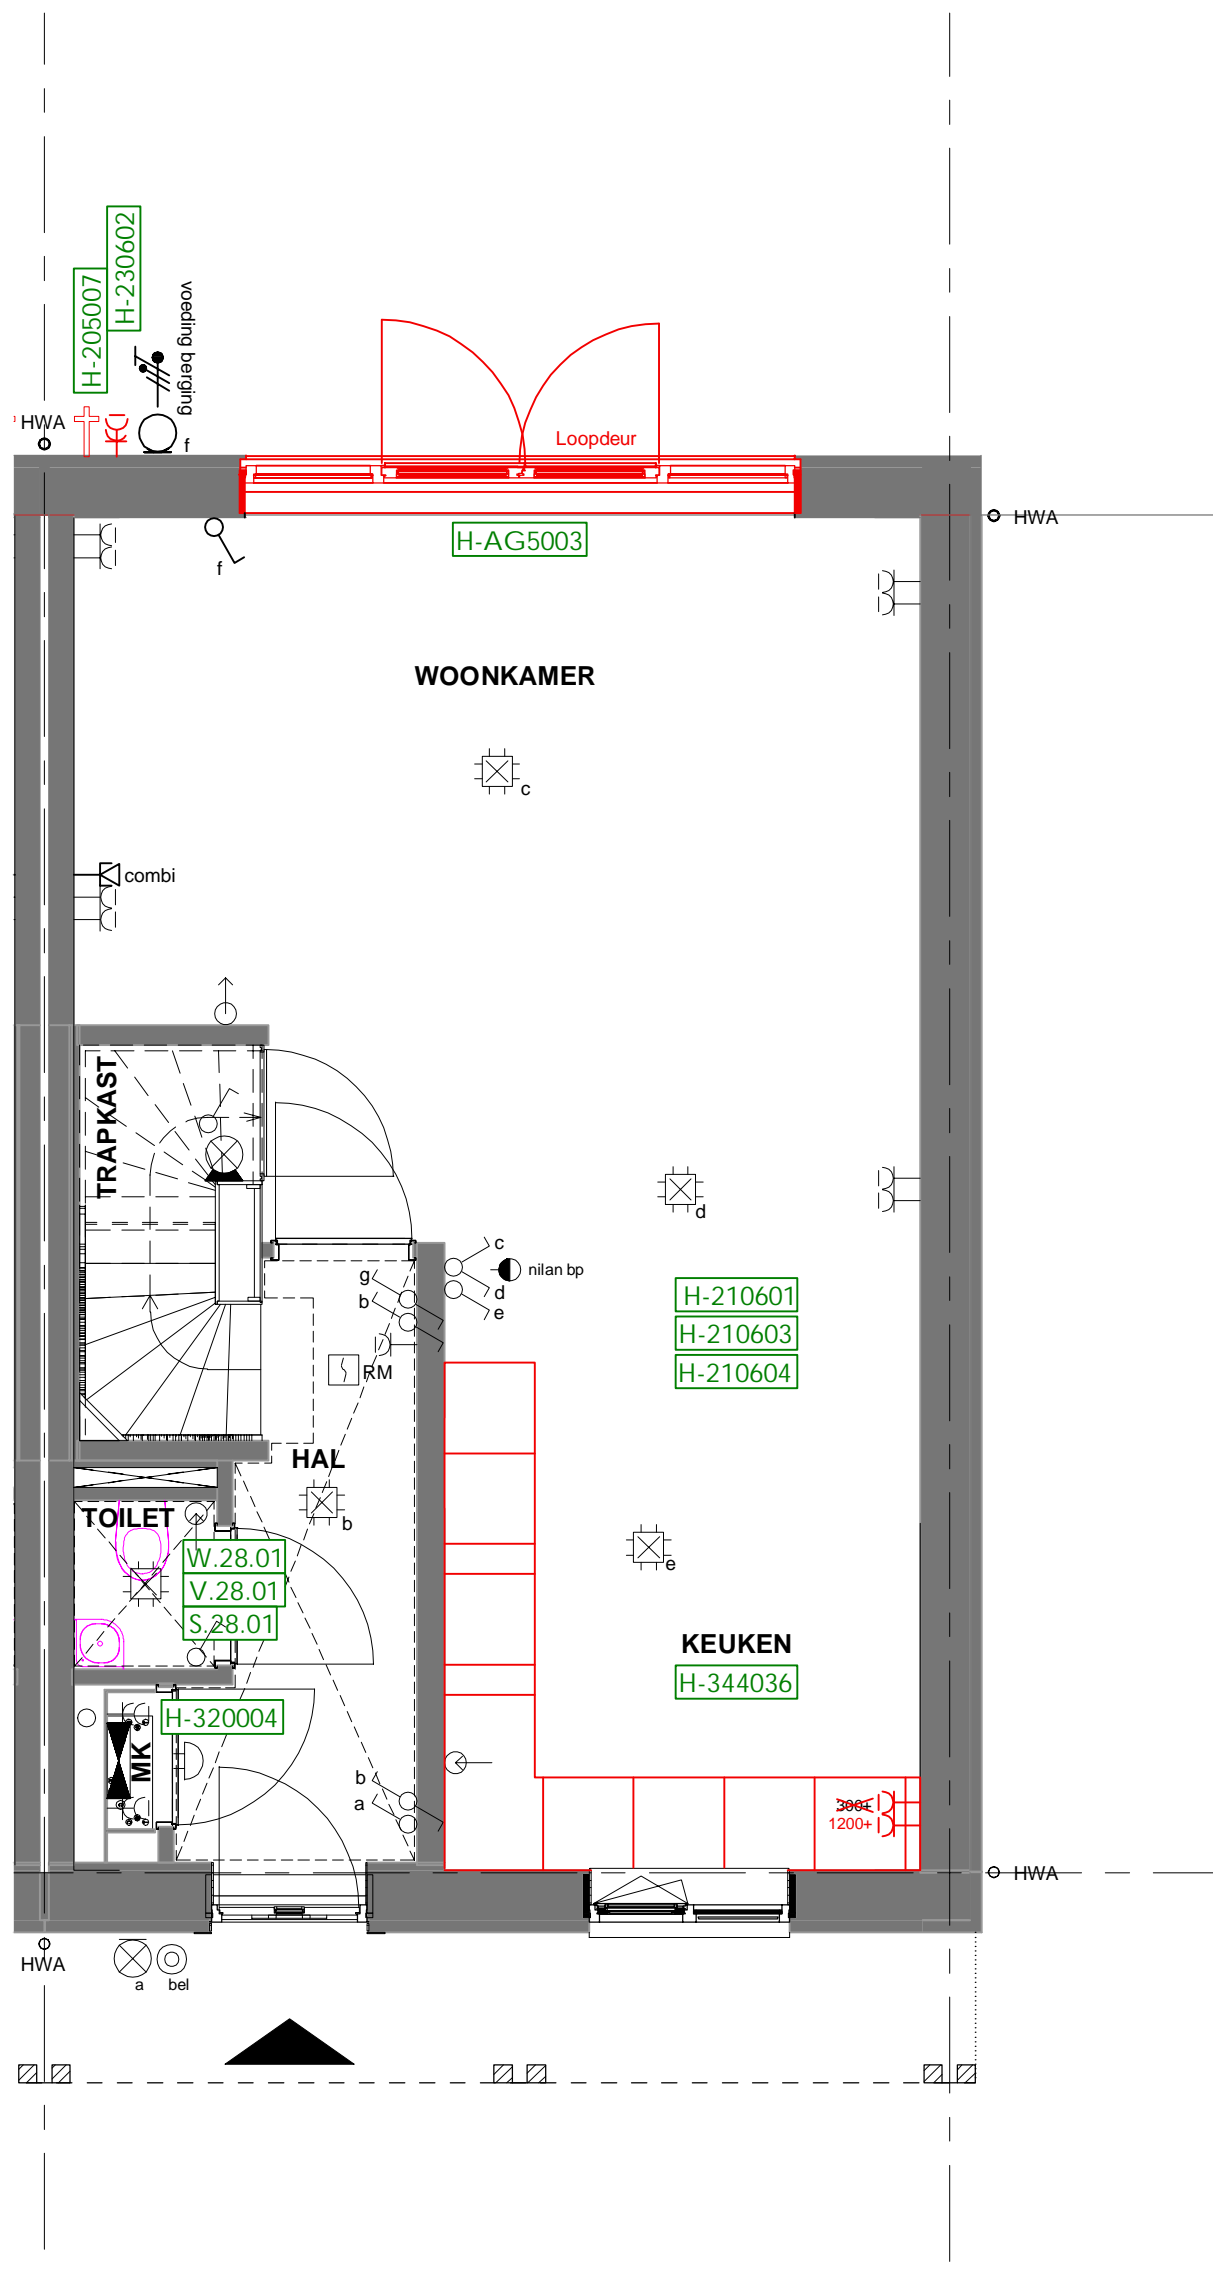 H-230602
H-205007
voeding berging
HWA
f
Loopdeur
HWA
H-AG5003
f
WOONKAMER
c
combi
TRAPKAST
d
c
g
nilan bp
d
b
e
H-210601
H-210603
RM
H-210604
HAL
TOILET
b
W.28.01
e
V.28.01
S.28.01
KEUKEN
H-344036
H-320004
MK
b
a
300+
1200+
HWA
HWA
a
bel